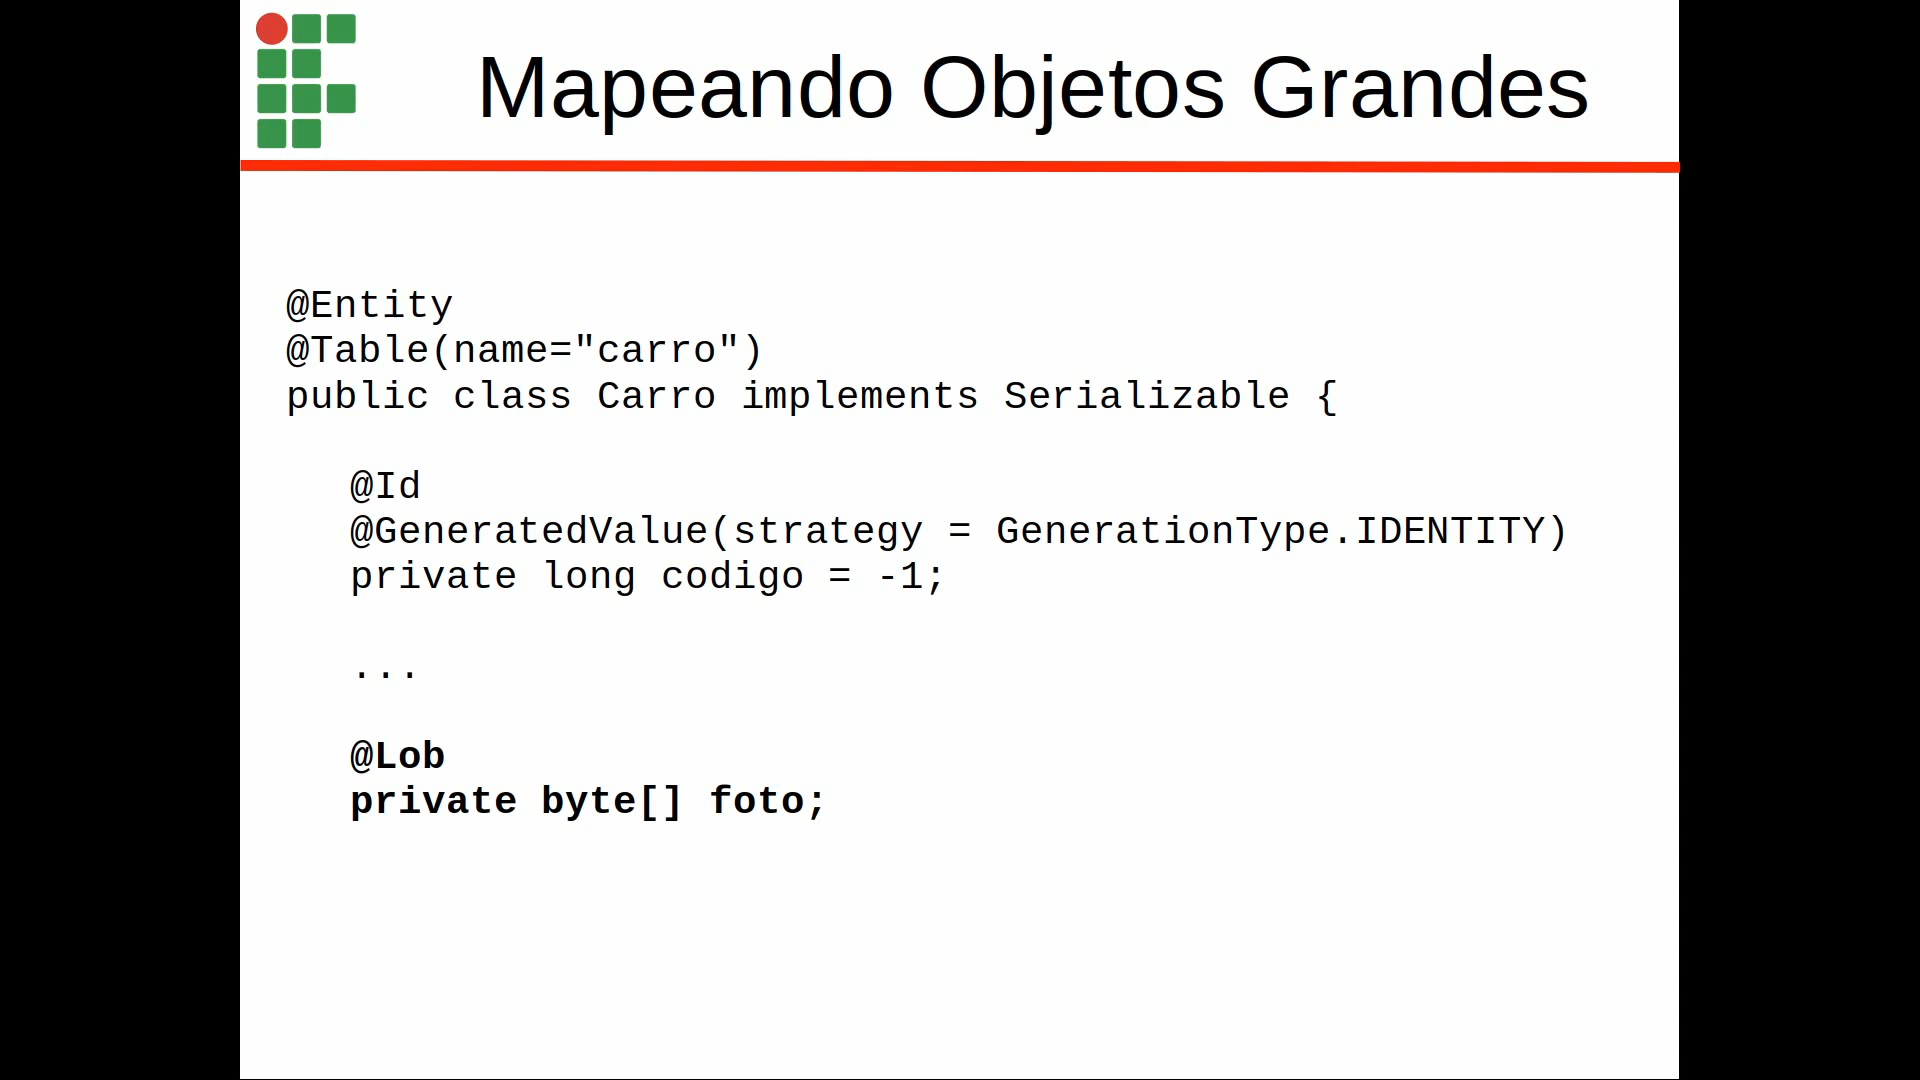 Mapeando Objetos Grandes
@Entity
@Table(name="carro")
public class Carro implements Serializable {
@Id
@GeneratedValue(strategy = GenerationType.IDENTITY)
private long codigo = -1;
...
@Lob
private byte[] foto;